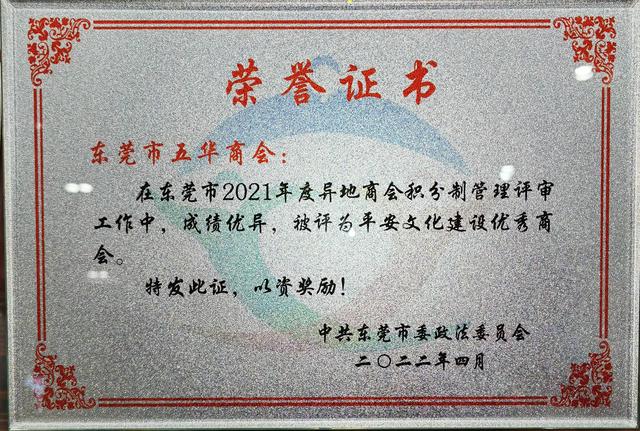 荣誉证书
东莞市五华商会：
在东莞市2021年度异地商会积分制管理评审
工作中，成绩优异，被评为平安文化建设优秀商
会。
特发此证，以资奖励！
中共东莞市委政法委员会
二〇二二年四月